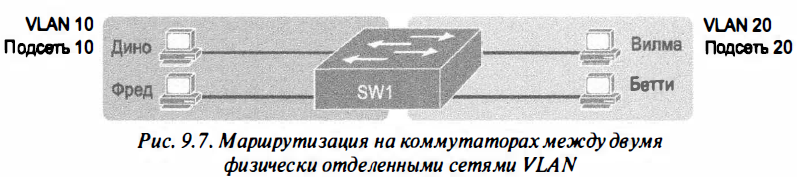 VLAN 10
Подсеть 10
VLAN 20
Подсеть 20
Дино
Вилма
Фред
SW1
Бетти
Рис. 9.7. Маршрутизация на коммутаторах между двумя
физически отделенными сетями VLAN